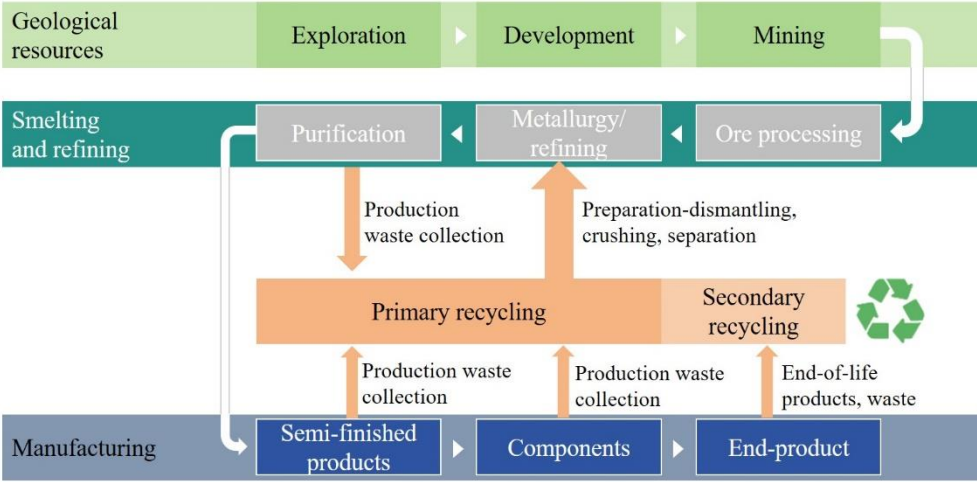 Geological
resources
Exploration
Development
Mining
Smelting
and refining
Purification
Metallurgy/
refining
Ore processing
Production
waste collection
Preparation-dismantling,
crushing, separation
Primary recycling
Secondary
recycling
Production waste
collection
Production waste
collection
End-of-life
products, waste
Manufacturing
Semi-finished
products
Components
End-product